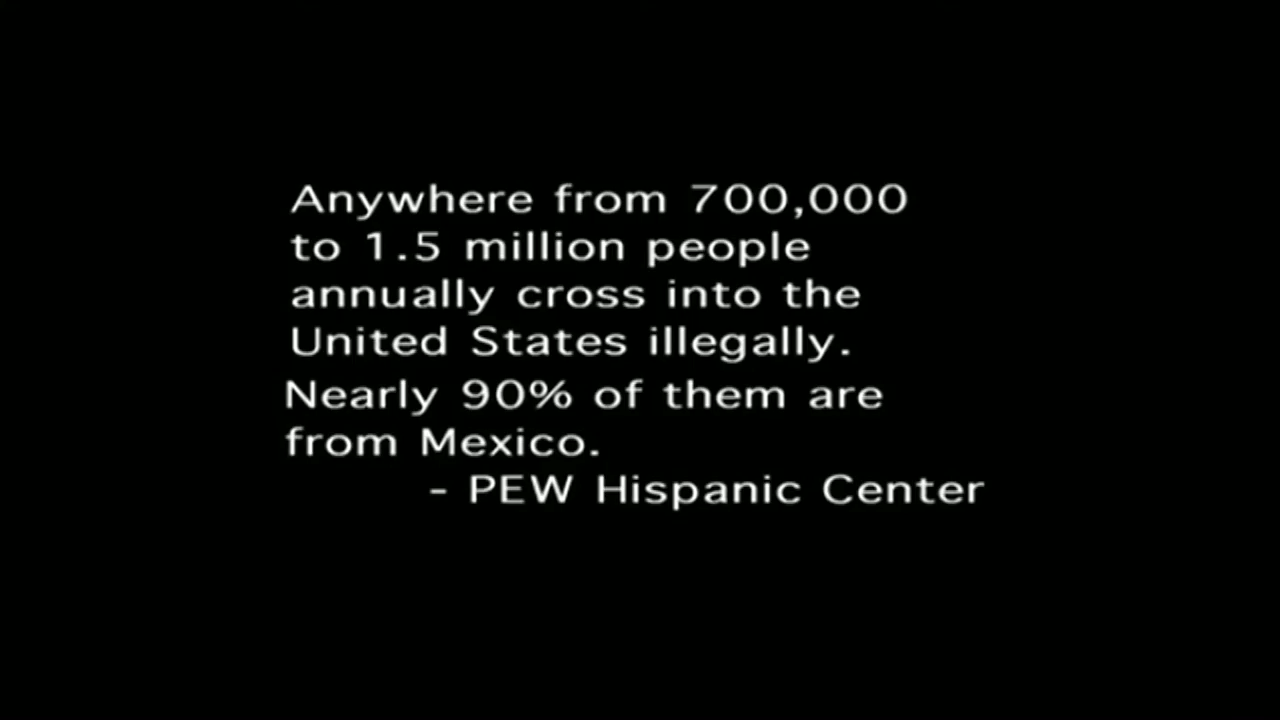 Anywhere from 700,000
to 1.5 million people
annually cross into the
United States illegally.
Nearly 90% of them are
from Mexico.
- PEW Hispanic Center